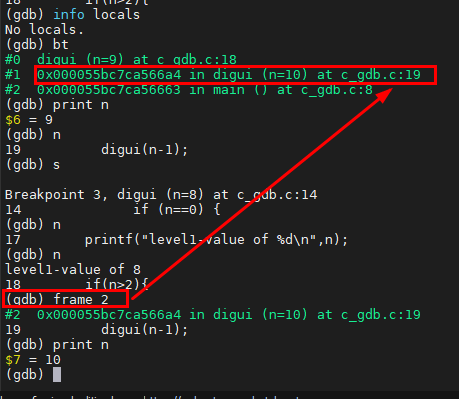 18          if(n>2){
(gdb) info locals
No locals.
(gdb) bt
#0  digui (n=9) at c_gdb.c:18
#1  0x000055bc7ca566a4 in digui (n=10) at c_gdb.c:19
#2  0x000055bc7ca56663 in main () at c_gdb.c:8
(gdb) print n
$6 = 9
(gdb) n
19              digui(n-1);
(gdb) s

Breakpoint 3, digui (n=8) at c_gdb.c:14
14              if (n==0) {
(gdb) n
17          printf("level1-value of %d\n",n);
(gdb) n
level1-value of 8
18          if(n>2){
(gdb) frame 2
#2  0x000055bc7ca566a4 in digui (n=10) at c_gdb.c:19
19              digui(n-1);
(gdb) print n
$7 = 10
(gdb)